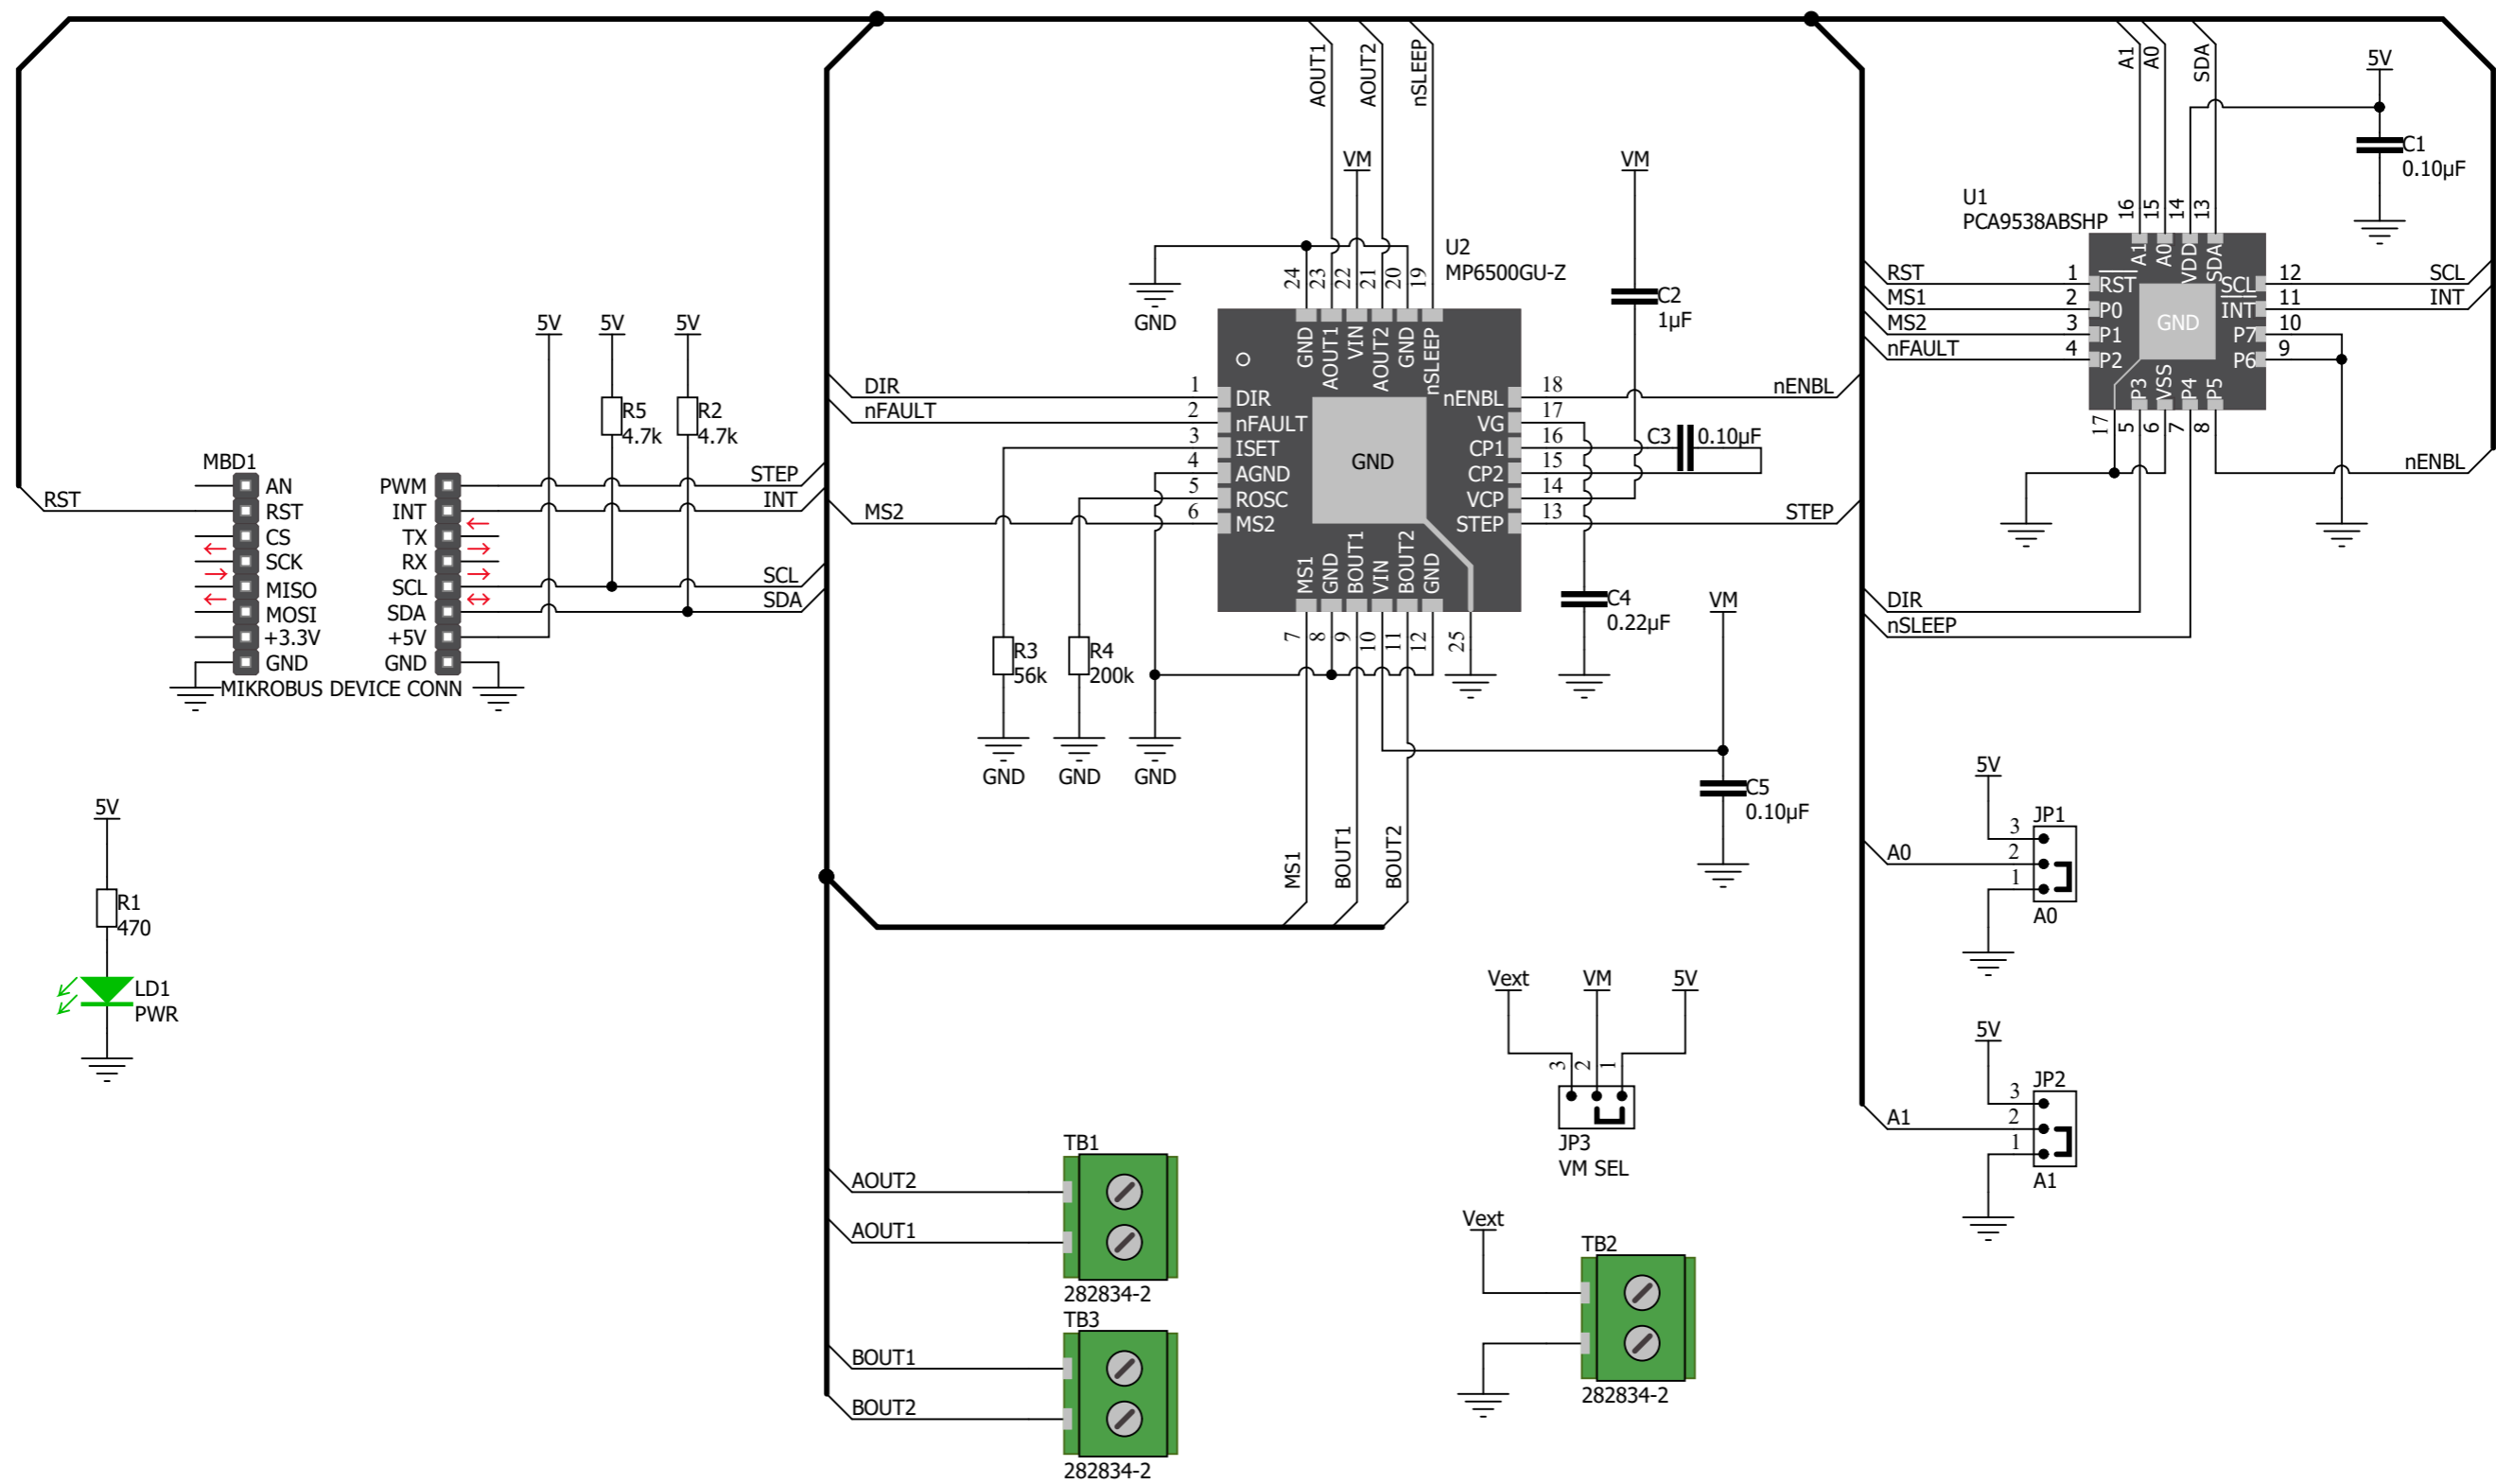 AOUT1
AOUT2
nSLEEP
A1
A0
SDA
5V
C1
0.10µF
VM
VM
U1
PCA9538ABSHP
16
15
14
13
A1
A0
VDD
SDA
RST
1
RST
SCL
12
SCL
MS1
2
P0
INT
11
INT
MS2
3
P1
GND
P7
10
nFAULT
4
P2
P6
9
P3
VSS
P4
P5
17
5
6
7
8
nENBL
DIR
nSLEEP
GND
24
23
22
21
20
19
U2
MP6500GU-Z
C2
1µF
GND
AOUT1
VIN
AOUT2
GND
nSLEEP
DIR
1
DIR
nENBL
18
nENBL
nFAULT
2
nFAULT
VG
17
3
ISET
CP1
16
C3
0.10µF
4
AGND
GND
CP2
15
5
ROSC
VCP
14
MS2
6
MS2
STEP
13
STEP
MS1
GND
BOUT1
VIN
BOUT2
GND
7
8
9
10
11
12
25
C4
0.22µF
VM
C5
0.10µF
R3
56k
R4
200k
GND
GND
GND
MS1
BOUT1
BOUT2
5V
5V
5V
R5
4.7k
R2
4.7k
MBD1
AN
PWM
STEP
RST
RST
INT
INT
CS
TX
SCK
RX
MISO
SCL
SCL
MOSI
SDA
SDA
+3.3V
+5V
GND
GND
MIKROBUS DEVICE CONN
5V
R1
470
LD1
PWR
5V
JP1
3
A0
2
1
A0
5V
JP2
3
A1
2
1
A1
Vext
VM
5V
3
2
1
JP3
VM SEL
TB1
AOUT2
AOUT1
282834-2
TB3
BOUT1
BOUT2
282834-2
Vext
TB2
282834-2